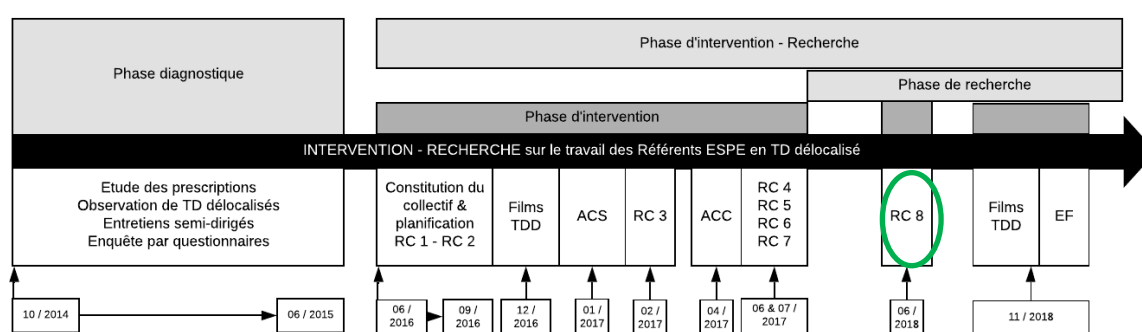 Phase diagnostique
Phase d'intervention - Recherche
Phase de recherche
Phase d'intervention
INTERVENTION - RECHERCHE sur le travail des Référents ESPE en TD délocalisé
Etude des prescriptions
Observation de TD délocalisés
Entretiens semi-dirigés
Enquête par questionnaires
Constitution du
collectif &
planification
RC 1 - RC 2
Films
TDD
ACS
RC 3
ACC
RC 4
RC 5
RC 6
RC 7
RC 8
Films
TDD
EF
10 / 2014
06 / 2015
06 /
2016
09 /
2016
12 /
2016
01 /
2017
02 /
2017
04 /
2017
06 & 07 /
2017
06 /
2018
11 / 2018